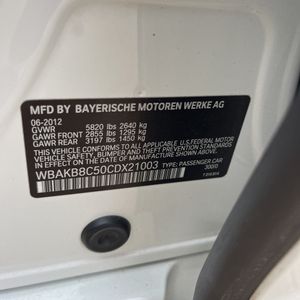 MFD BY BAYERISCHE MOTOREN WERKE AG
06-2012
GVWR 5820 lbs 2640 kg
GAWR FRONT 2855 lbs 1295 kg
GAWR REAR 3197 lbs 1450 kg
THIS VEHICLE CONFORMS TO ALL APPLICABLE U.S.FEDERAL MOTOR
VEHICLE SAFETY, BUMPER AND THEFT PREVENTION STANDARDS IN
EFFECT ON THE DATE OF MANUFACTURE SHOWN ABOVE.
WBAKB8C50CDX21003 TYPE: PASSENGER CAR
300/0